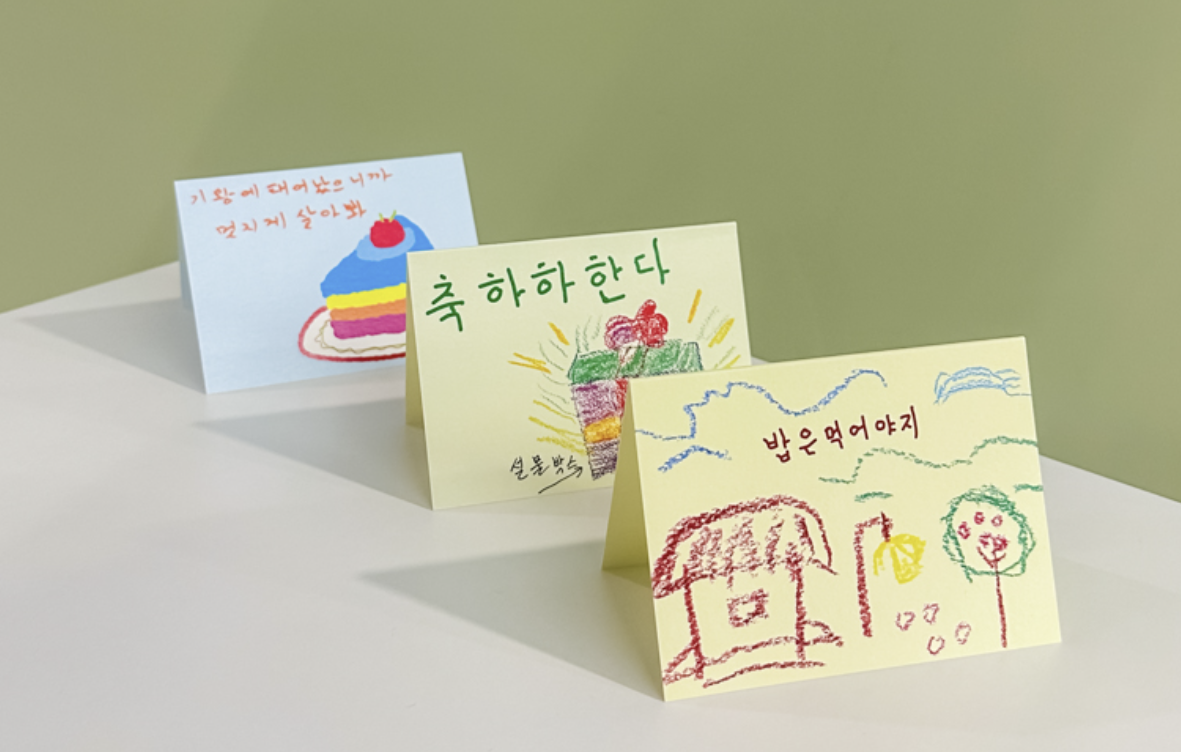 기왕에 태어났으니까
멋지게 살아봐
축하하한다
선물박스
밥은먹어야지